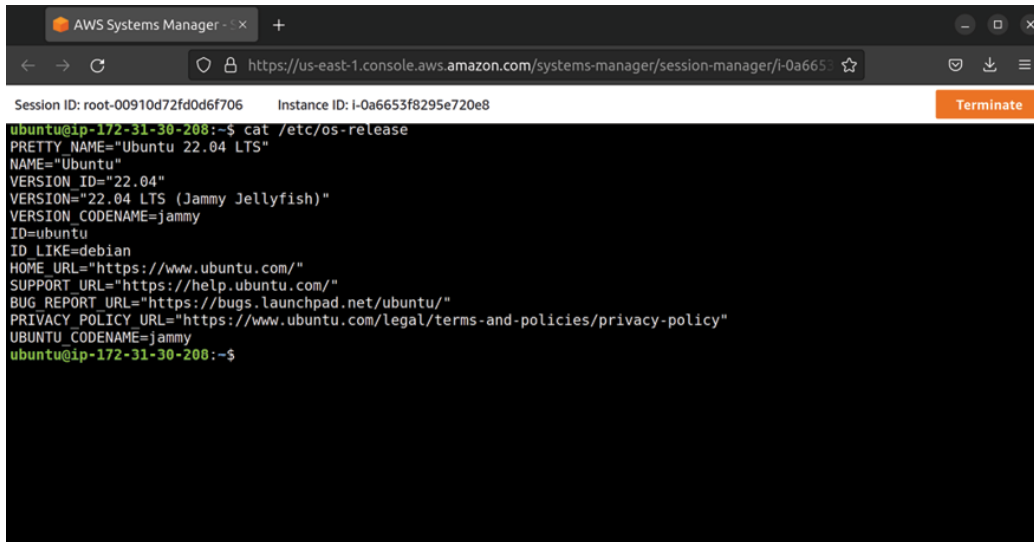 AWS Systems Manager - S
https://us-east-1.console.aws.amazon.com/systems-manager/session-manager/i-0a6653
Session ID: root-00910d72fd0d6f706 Instance ID: i-0a6653f8295e720e8 Terminate
ubuntu@ip-172-31-30-208:~$ cat /etc/os-release
PRETTY_NAME="Ubuntu 22.04 LTS"
NAME="Ubuntu"
VERSION_ID="22.04"
VERSION="22.04 LTS (Jammy Jellyfish)"
VERSION_CODENAME=jammy
ID=ubuntu
ID_LIKE=debian
HOME_URL="https://www.ubuntu.com/"
SUPPORT_URL="https://help.ubuntu.com/"
BUG_REPORT_URL="https://bugs.launchpad.net/ubuntu/"
PRIVACY_POLICY_URL="https://www.ubuntu.com/legal/terms-and-policies/privacy-policy"
UBUNTU_CODENAME=jammy
ubuntu@ip-172-31-30-208:~$